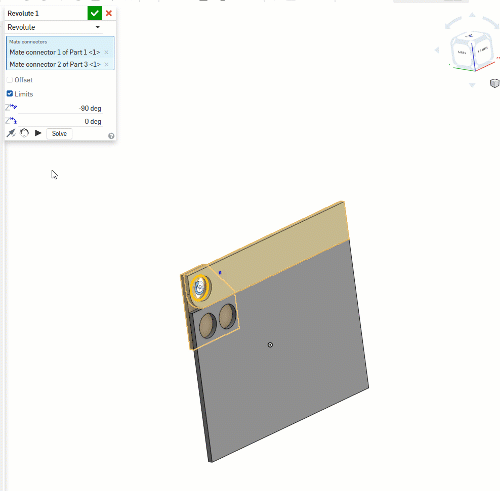 Revolute 1
Revolute
Mate connectors
Mate connector 1 of Part 1 <1>
Mate connector 2 of Part 3 <1>
Offset
Limits
-90 deg
0 deg
Solve